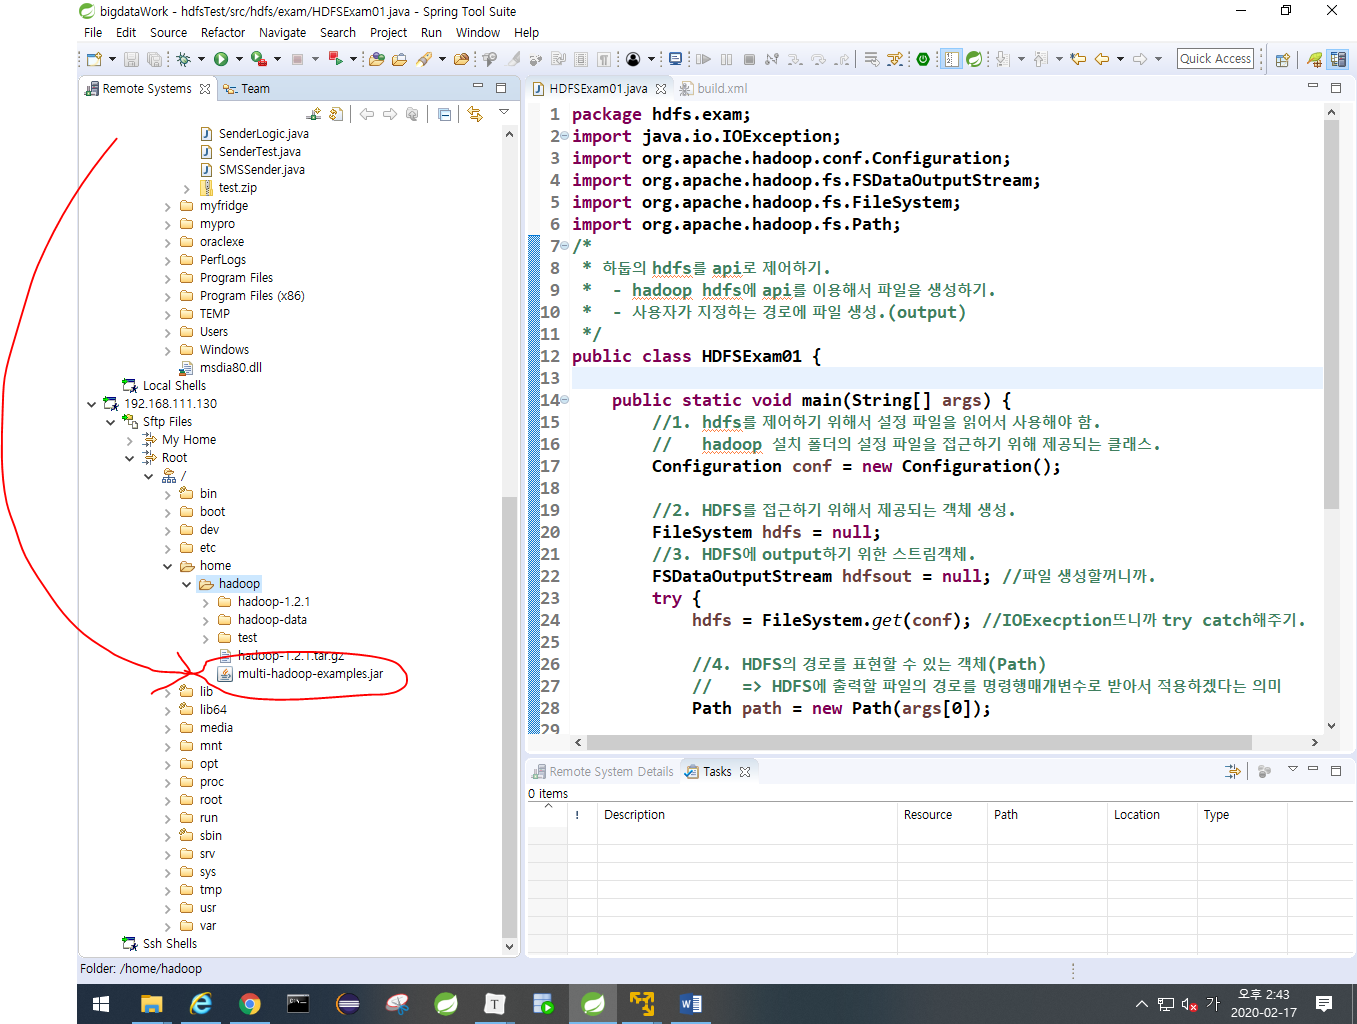 bigdataWork - hdfsTest/src/hdfs/exam/HDFSExam01.java - Spring Tool Suite
File Edit Source Refactor Navigate Search Project Run Window Help
Quick Access
Remote Systems Team
SenderLogic.java
SenderTest.java
SMSSender.java
test.zip
myfridge
mypro
oraclexe
PerfLogs
Program Files
Program Files (x86)
TEMP
Users
Windows
msdia80.dll
Local Shells
192.168.111.130
Sftp Files
My Home
Root
/
bin
boot
dev
etc
home
hadoop
hadoop-1.2.1
hadoop-data
test
hadoop-1.2.1.tar.gz
multi-hadoop-examples.jar
lib
lib64
media
mnt
opt
proc
root
run
sbin
srv
sys
tmp
usr
var
Ssh Shells
Folder: /home/hadoop
HDFSExam01.java build.xml
1 package hdfs.exam;
2 import java.io.IOException;
3 import org.apache.hadoop.conf.Configuration;
4 import org.apache.hadoop.fs.FSDataOutputStream;
5 import org.apache.hadoop.fs.FileSystem;
6 import org.apache.hadoop.fs.Path;
7 /*
8 * 하둡의 hdfs를 api로 제어하기.
9 * - hadoop hdfs에 api를 이용해서 파일을 생성하기.
10 * - 사용자가 지정하는 경로에 파일 생성.(output)
11 */
12 public class HDFSExam01 {
13
14 public static void main(String[] args) {
15 //1. hdfs를 제어하기 위해서 설정 파일을 읽어서 사용해야 함.
16 // hadoop 설치 폴더의 설정 파일을 접근하기 위해 제공되는 클래스.
17 Configuration conf = new Configuration();
18
19 //2. HDFS를 접근하기 위해서 제공되는 객체 생성.
20 FileSystem hdfs = null;
21 //3. HDFS에 output하기 위한 스트림객체.
22 FSDataOutputStream hdfsout = null; //파일 생성할꺼니까.
23 try {
24 hdfs = FileSystem.get(conf); //IOExecption뜨니까 try catch해주기.
25
26 //4. HDFS의 경로를 표현할 수 있는 객체(Path)
27 // => HDFS에 출력할 파일의 경로를 명령행매개변수로 받아서 적용하겠다는 의미
28 Path path = new Path(args[0]);
29
Remote System Details Tasks
0 items
! Description Resource Path Location Type
가 오후 2:43
2020-02-17